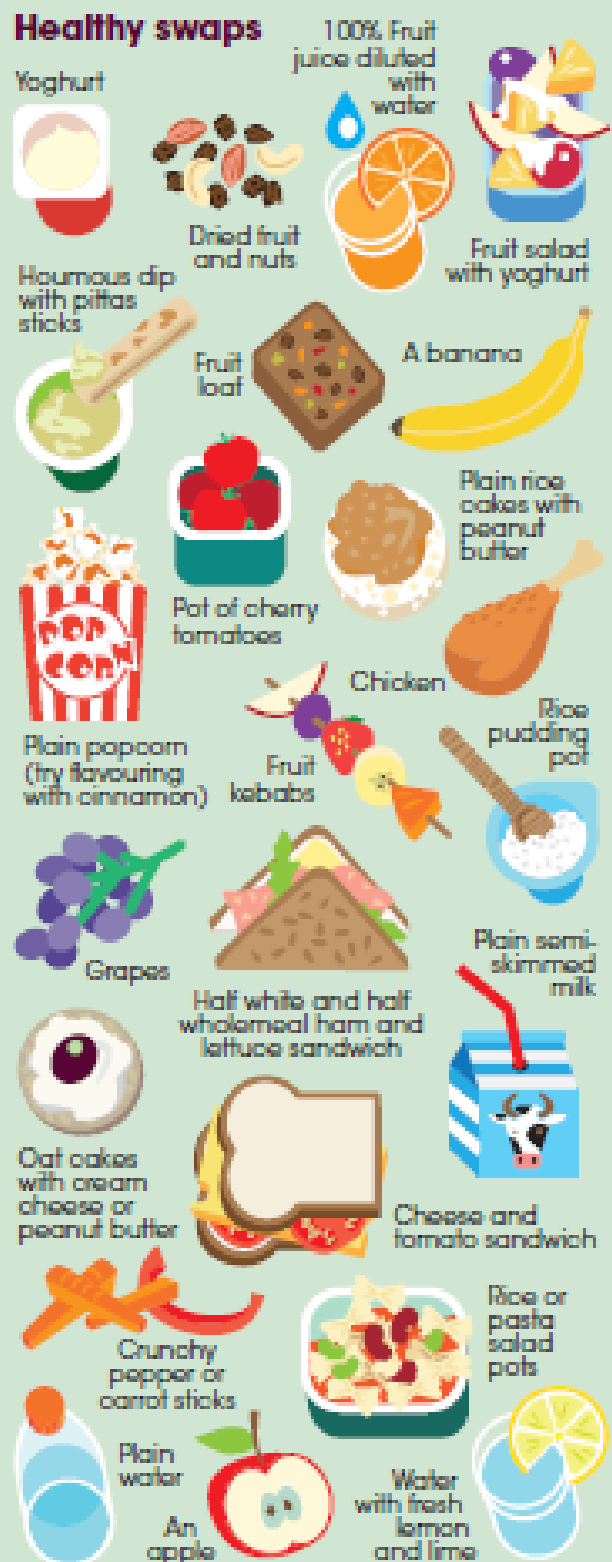 Healthy swaps
Yoghurt
Dried fruit
and nuts
100% Fruit
juice diluted
with
water
Fruit salad
with yoghurt
Houmous dip
with pittas
sticks
Fruit
loaf
A banana
Pot of cherry
tomatoes
Plain rice
cakes with
peanut
butter
POP
CORN
Plain popcorn
(try flavouring
with cinnamon)
Chicken
Fruit
kebabs
Rice
pudding
pot
Grapes
Half white and half
wholemeal ham and
lettuce sandwich
Plain semi-
skimmed
milk
Oat cakes
with cream
cheese or
peanut butter
Cheese and
tomato sandwich
Crunchy
pepper or
carrot sticks
Rice or
pasta
salad
pots
Plain
water
An
apple
Water
with fresh
lemon
and lime